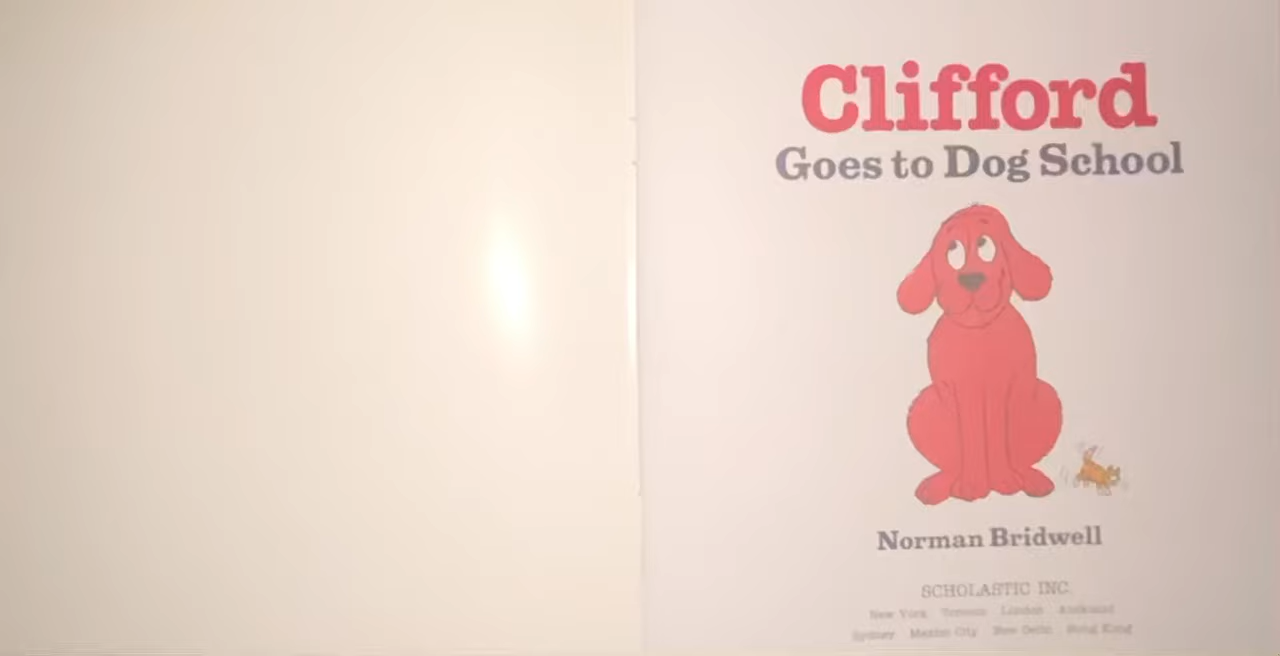 Clifford
Goes to Dog School
Norman Bridwell
SCHOLASTIC INC.
New York Toronto London Auckland
Sydney Mexico City New Delhi Hong Kong